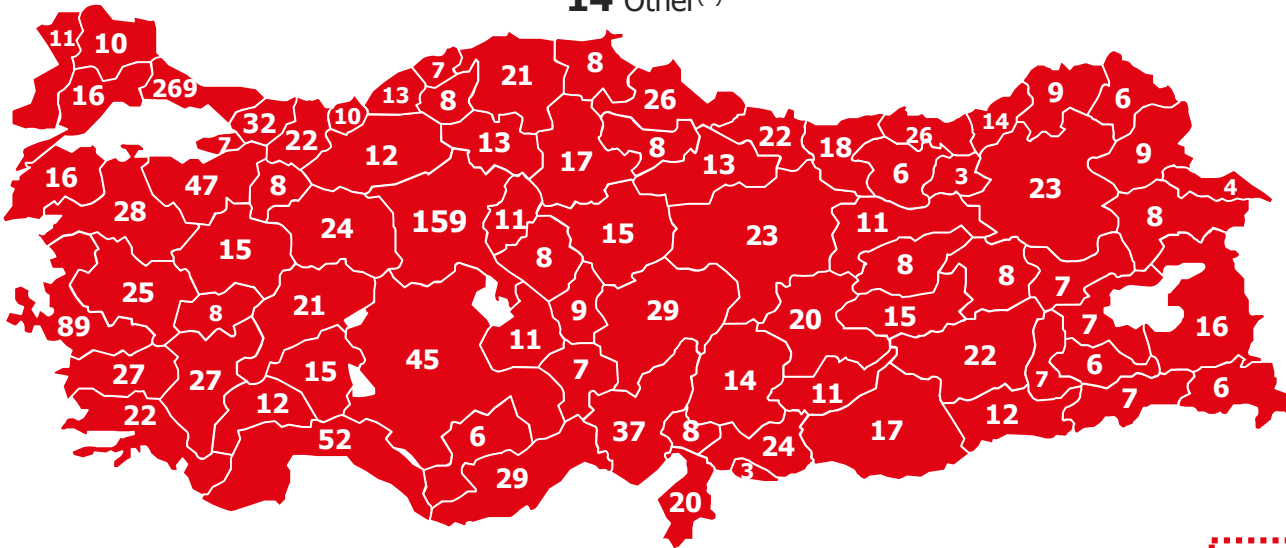 14 Other(*)
11 10
16 269
32 22 10 13 7 8 21 8 26
7
16 28 47 8 12 13 17 8 13 22 18 26 14 9 6
6 3 23 9 4
15 24 159 11 8 15 23 11 8
25 8 21 9 29 20 8 15 8 7
89 45 11 7 22 7 16
27 27 15 12 14 11 7 6 6
22 52 6 29 37 8 24 3 17 12 7
20